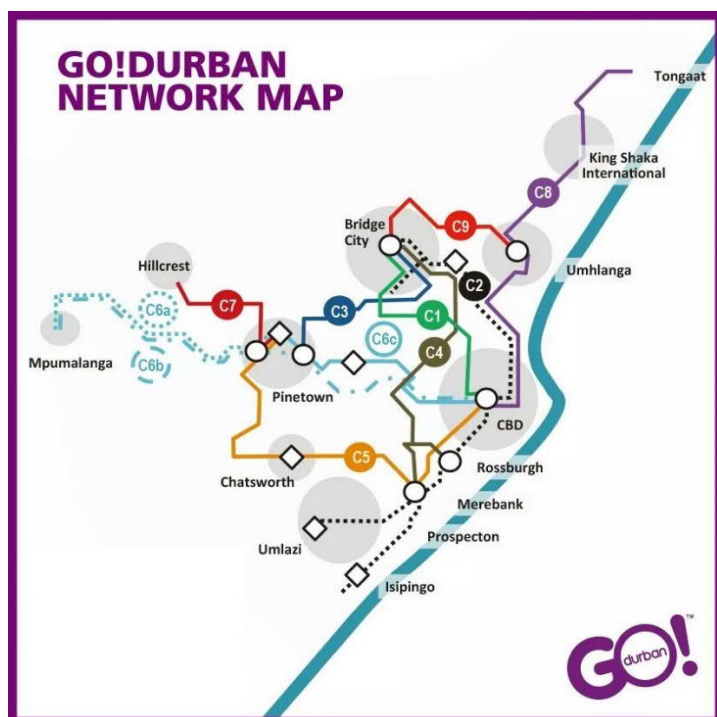 GO!DURBAN
NETWORK MAP
Tongaat
King Shaka
International
C8
Bridge
City
C9
Umhlanga
Hillcrest
C2
C7
C6a
C3
C1
C6c
C4
Mpumalanga
C6b
Pinetown
CBD
C5
Rossburgh
Chatsworth
Merebank
Prospecton
Umlazi
Isipingo
GO!™
durban